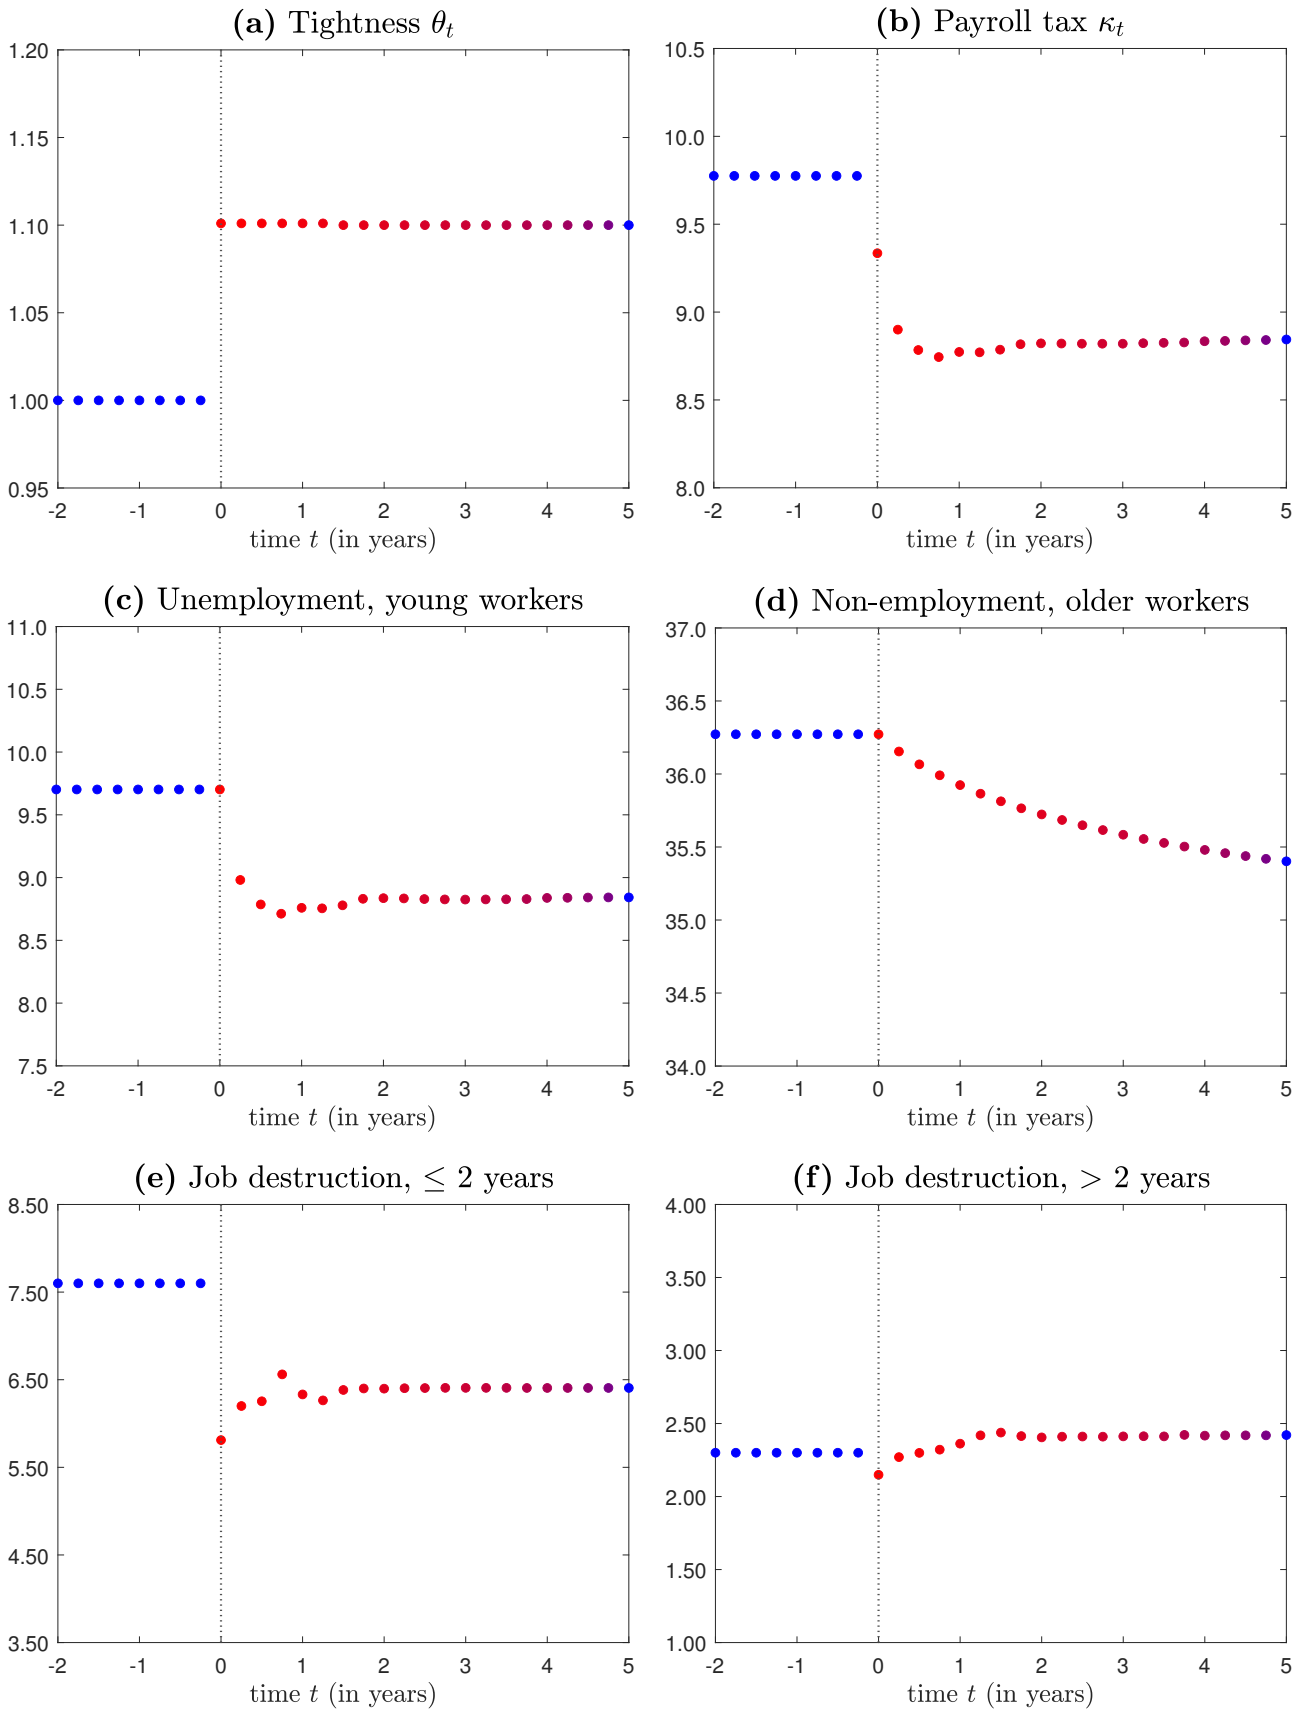 (a) Tightness θt
1.20
1.15
1.10
1.05
1.00
0.95
-2 -1 0 1 2 3 4 5
time t (in years)
(b) Payroll tax κt
10.5
10.0
9.5
9.0
8.5
8.0
-2 -1 0 1 2 3 4 5
time t (in years)
(c) Unemployment, young workers
11.0
10.5
10.0
9.5
9.0
8.5
8.0
7.5
-2 -1 0 1 2 3 4 5
time t (in years)
(d) Non-employment, older workers
37.0
36.5
36.0
35.5
35.0
34.5
34.0
-2 -1 0 1 2 3 4 5
time t (in years)
(e) Job destruction, ≤ 2 years
8.50
7.50
6.50
5.50
4.50
3.50
-2 -1 0 1 2 3 4 5
time t (in years)
(f) Job destruction, > 2 years
4.00
3.50
3.00
2.50
2.00
1.50
1.00
-2 -1 0 1 2 3 4 5
time t (in years)